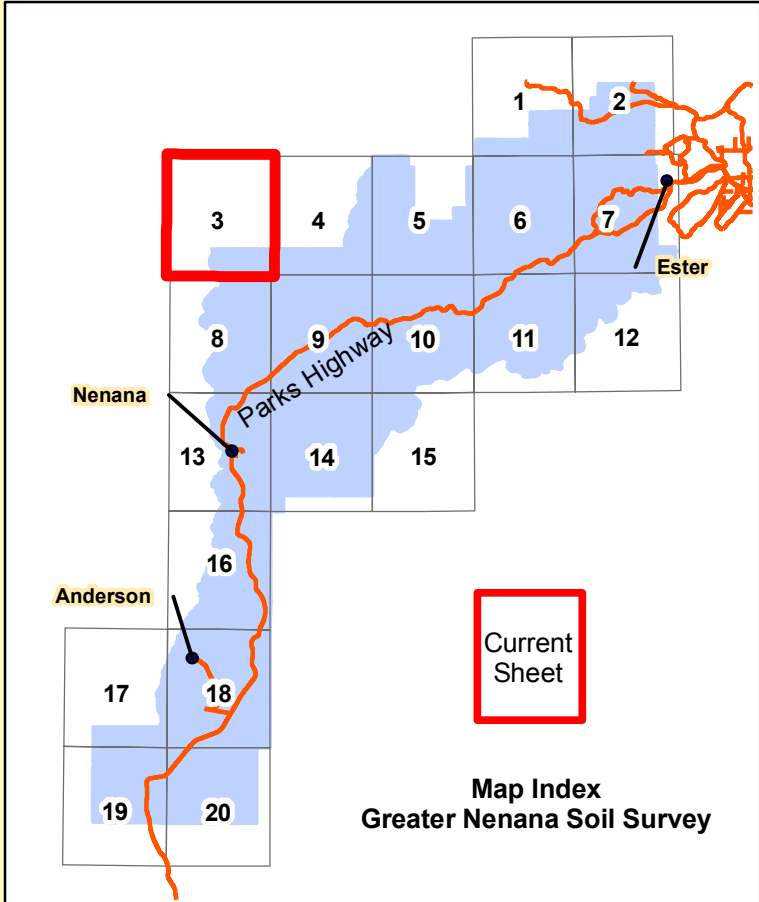 1
2
3
4
5
6
7
Ester
8
9
10
11
12
Parks Highway
Nenana
13
14
15
16
Anderson
17
18
Current
Sheet
19
20
Map Index
Greater Nenana Soil Survey